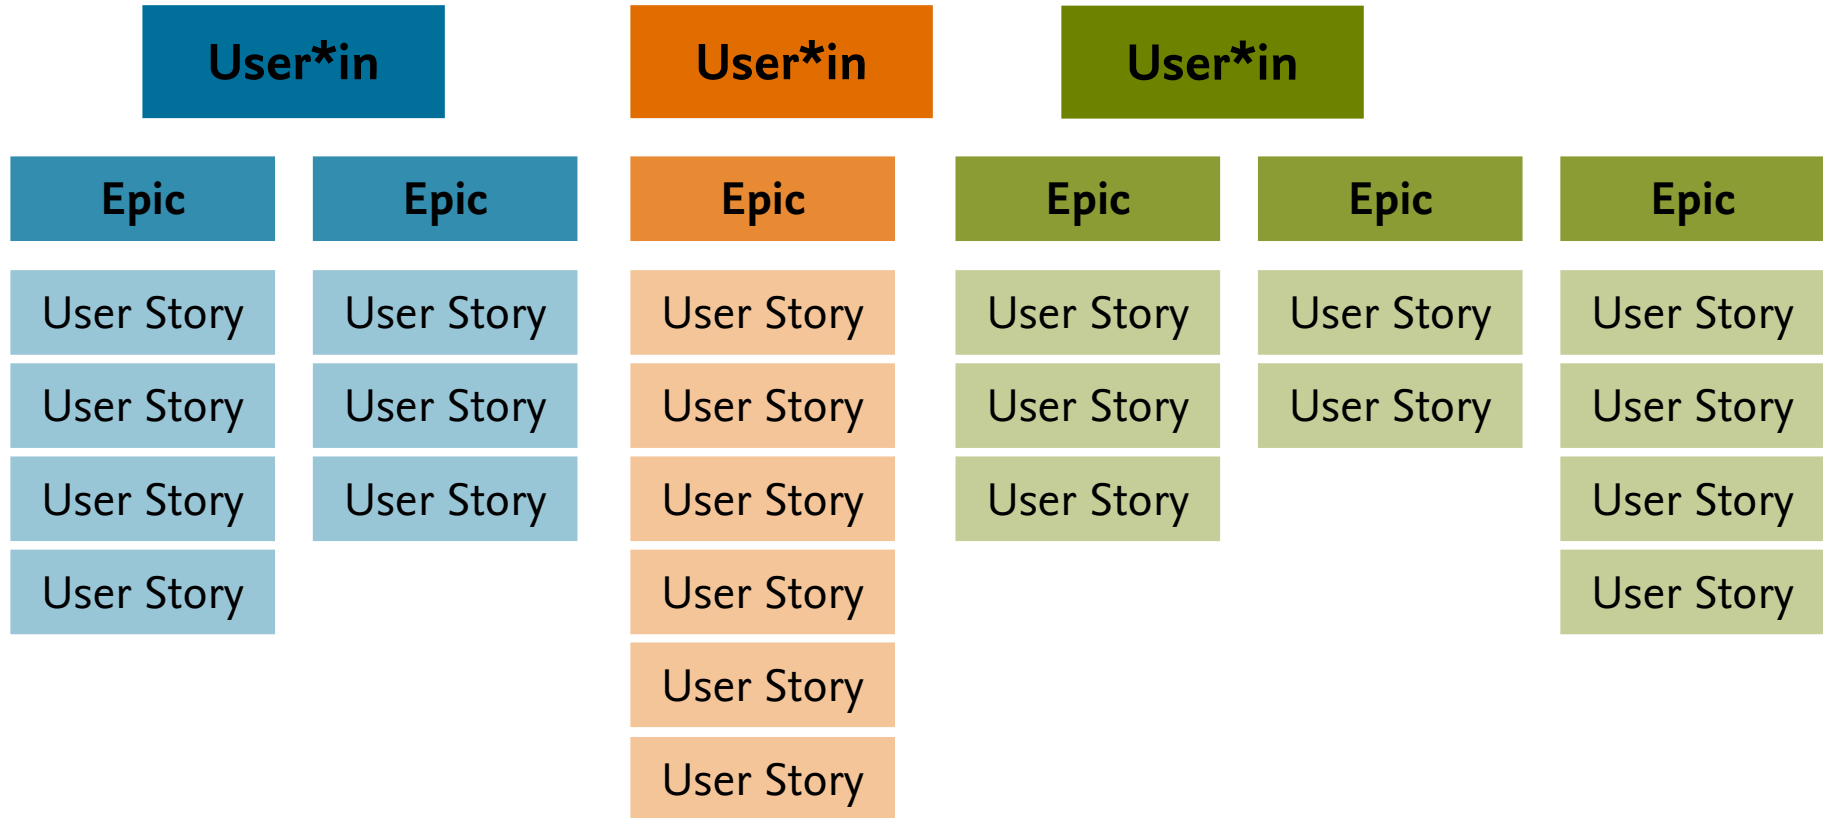 User*in User*in User*in
Epic Epic Epic Epic Epic Epic
User Story User Story User Story User Story User Story User Story
User Story User Story User Story User Story User Story User Story
User Story User Story User Story User Story User Story
User Story User Story User Story
User Story
User Story